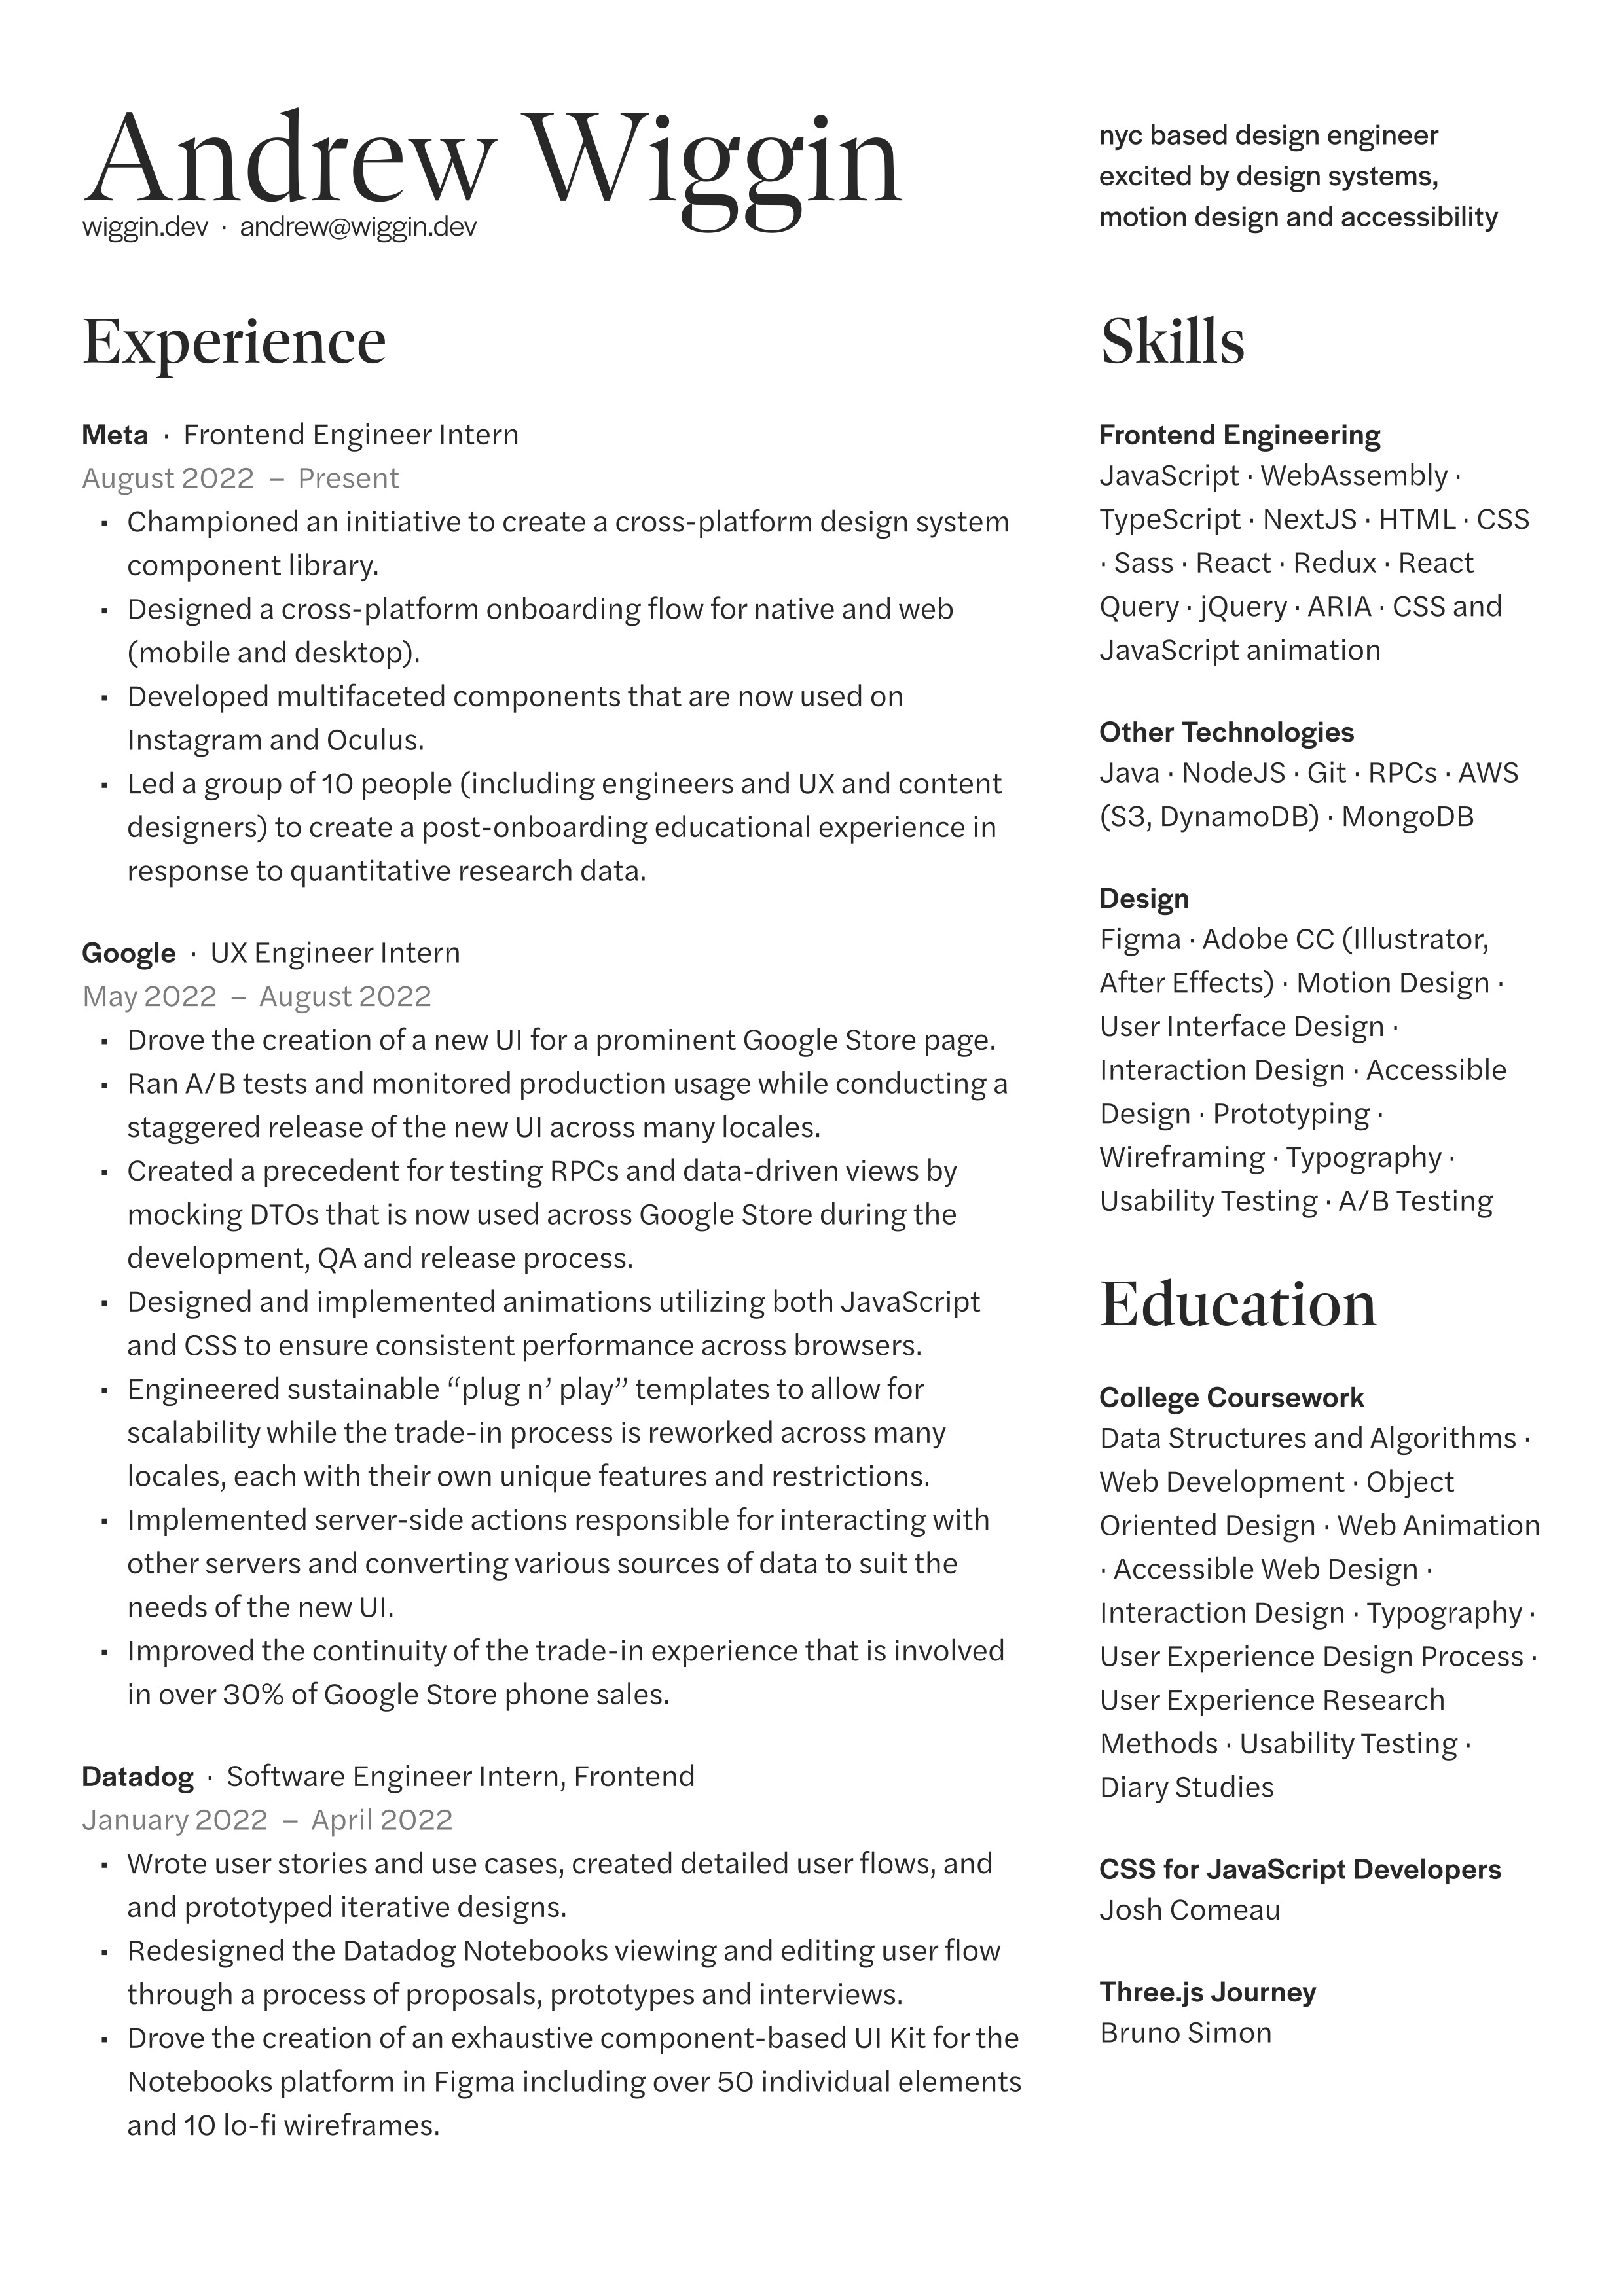 Andrew Wiggin
wiggin.dev · andrew@wiggin.dev
nyc based design engineer
excited by design systems,
motion design and accessibility
Experience
Meta · Frontend Engineer Intern
August 2022 – Present
▪ Championed an initiative to create a cross-platform design system
component library.
▪ Designed a cross-platform onboarding flow for native and web
(mobile and desktop).
▪ Developed multifaceted components that are now used on
Instagram and Oculus.
▪ Led a group of 10 people (including engineers and UX and content
designers) to create a post-onboarding educational experience in
response to quantitative research data.
Google · UX Engineer Intern
May 2022 – August 2022
▪ Drove the creation of a new UI for a prominent Google Store page.
▪ Ran A/B tests and monitored production usage while conducting a
staggered release of the new UI across many locales.
▪ Created a precedent for testing RPCs and data-driven views by
mocking DTOs that is now used across Google Store during the
development, QA and release process.
▪ Designed and implemented animations utilizing both JavaScript
and CSS to ensure consistent performance across browsers.
▪ Engineered sustainable “plug n’ play” templates to allow for
scalability while the trade-in process is reworked across many
locales, each with their own unique features and restrictions.
▪ Implemented server-side actions responsible for interacting with
other servers and converting various sources of data to suit the
needs of the new UI.
▪ Improved the continuity of the trade-in experience that is involved
in over 30% of Google Store phone sales.
Datadog · Software Engineer Intern, Frontend
January 2022 – April 2022
▪ Wrote user stories and use cases, created detailed user flows, and
and prototyped iterative designs.
▪ Redesigned the Datadog Notebooks viewing and editing user flow
through a process of proposals, prototypes and interviews.
▪ Drove the creation of an exhaustive component-based UI Kit for the
Notebooks platform in Figma including over 50 individual elements
and 10 lo-fi wireframes.
Skills
Frontend Engineering
JavaScript · WebAssembly ·
TypeScript · NextJS · HTML · CSS
· Sass · React · Redux · React
Query · jQuery · ARIA · CSS and
JavaScript animation
Other Technologies
Java · NodeJS · Git · RPCs · AWS
(S3, DynamoDB) · MongoDB
Design
Figma · Adobe CC (Illustrator,
After Effects) · Motion Design ·
User Interface Design ·
Interaction Design · Accessible
Design · Prototyping ·
Wireframing · Typography ·
Usability Testing · A/B Testing
Education
College Coursework
Data Structures and Algorithms ·
Web Development · Object
Oriented Design · Web Animation
· Accessible Web Design ·
Interaction Design · Typography ·
User Experience Design Process ·
User Experience Research
Methods · Usability Testing ·
Diary Studies
CSS for JavaScript Developers
Josh Comeau
Three.js Journey
Bruno Simon